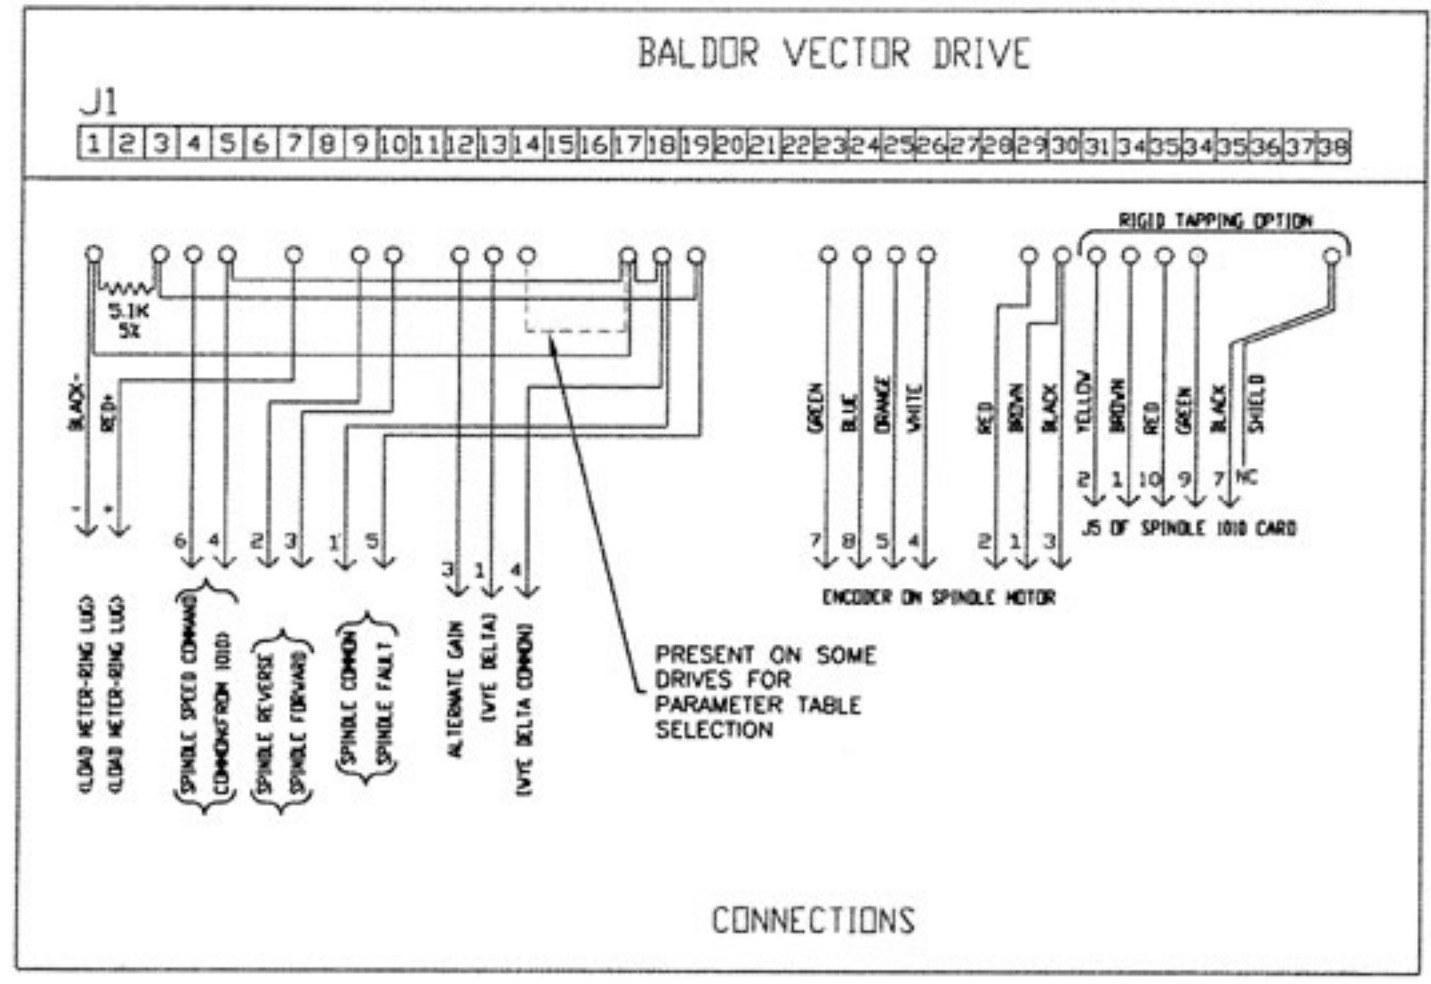 BALDOR VECTOR DRIVE
J1
1 2 3 4 5 6 7 8 9 10 11 12 13 14 15 16 17 18 19 20 21 22 23 24 25 26 27 28 29 30 31 34 35 34 35 36 37 38
RIGID TAPPING OPTION
5.1K
5%
BLACK-
RED+
GREEN
BLUE
ORANGE
WHITE
RED
BROWN
BLACK
YELLOW
BROWN
RED
GREEN
BLACK
SHIELD
2 1 10 9 7 NC
J5 OF SPINDLE 1010 CARD
- +
6 4 2 3 1 5 3 1 4
7 8 5 4 2 1 3
ENCODER ON SPINDLE MOTOR
(LOAD METER-RING LUG)
(LOAD METER-RING LUG)
SPINDLE SPEED COMMAND
COMMON(FROM 1010)
SPINDLE REVERSE
SPINDLE FORWARD
SPINDLE COMMON
SPINDLE FAULT
ALTERNATE GAIN
(WYE DELTA)
(WYE DELTA COMMON)
PRESENT ON SOME
DRIVES FOR
PARAMETER TABLE
SELECTION
CONNECTIONS